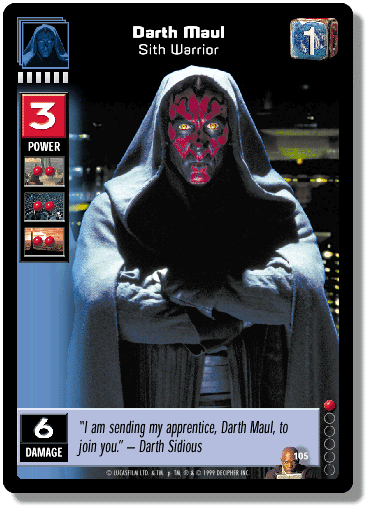 Darth Maul
Sith Warrior
1
3
POWER
6
DAMAGE
"I am sending my apprentice, Darth Maul, to
join you." – Darth Sidious
© LUCASFILM LTD. & TM. p. TM. ® & © 1999 DECIPHER INC.
105